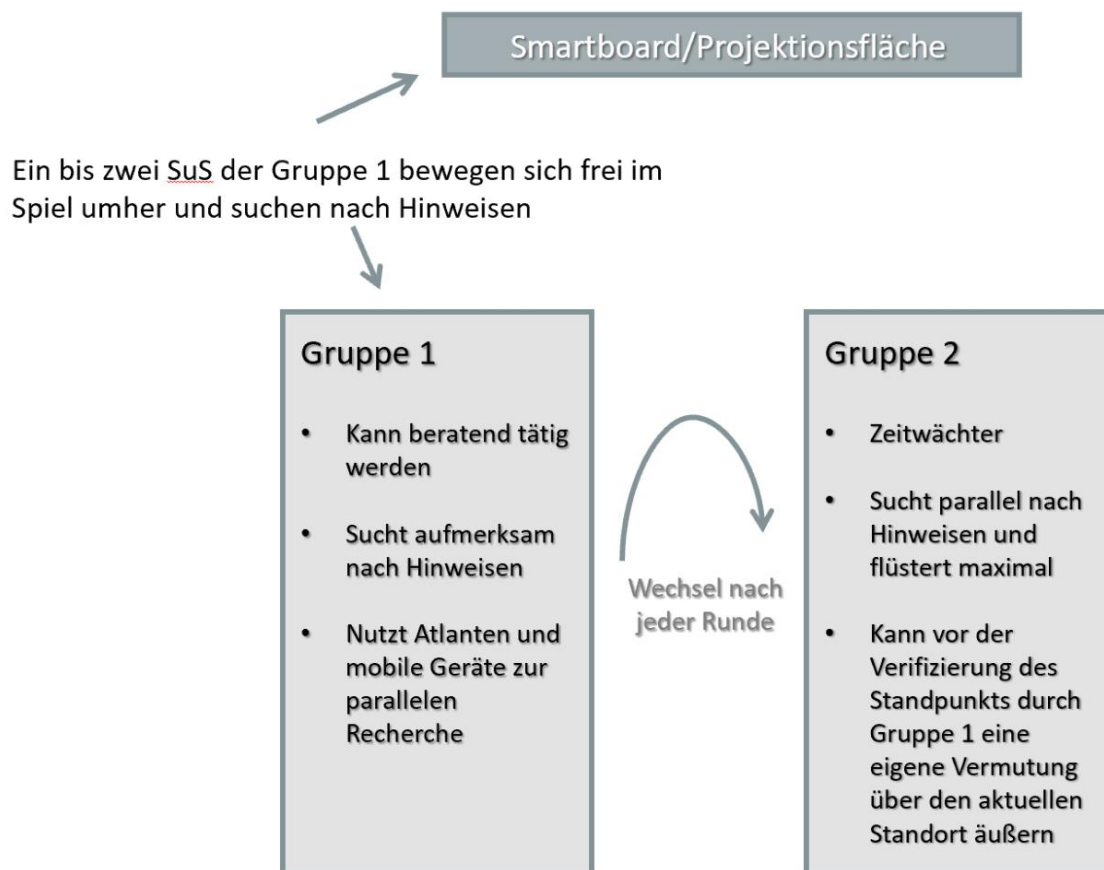 Smartboard/Projektionsfläche
Ein bis zwei SuS der Gruppe 1 bewegen sich frei im
Spiel umher und suchen nach Hinweisen
Gruppe 1
• Kann beratend tätig
werden
• Sucht aufmerksam
nach Hinweisen
• Nutzt Atlanten und
mobile Geräte zur
parallelen
Recherche
Wechsel nach
jeder Runde
Gruppe 2
• Zeitwächter
• Sucht parallel nach
Hinweisen und
flüstert maximal
• Kann vor der
Verifizierung des
Standpunkts durch
Gruppe 1 eine
eigene Vermutung
über den aktuellen
Standort äußern